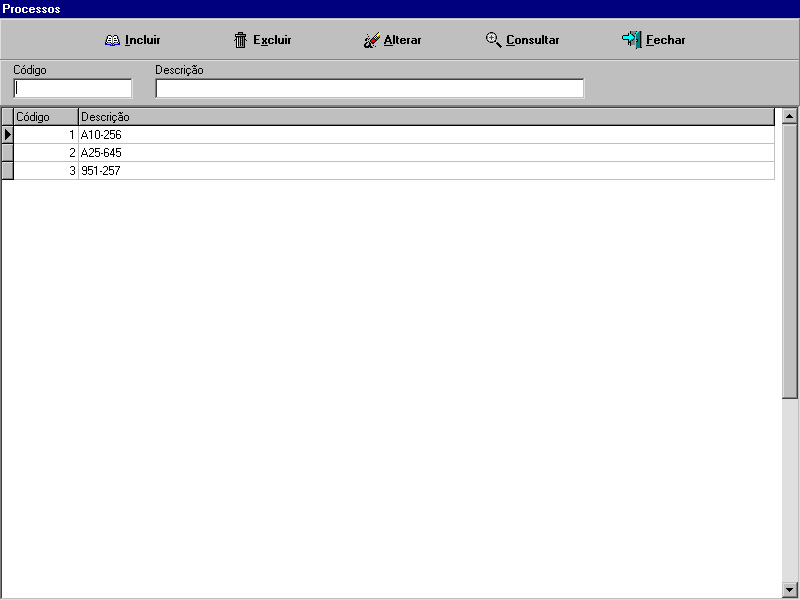 Processos
Incluir Excluir Alterar Consultar Fechar
Código Descrição
Código Descrição
1 A10-256
2 A25-645
3 951-257